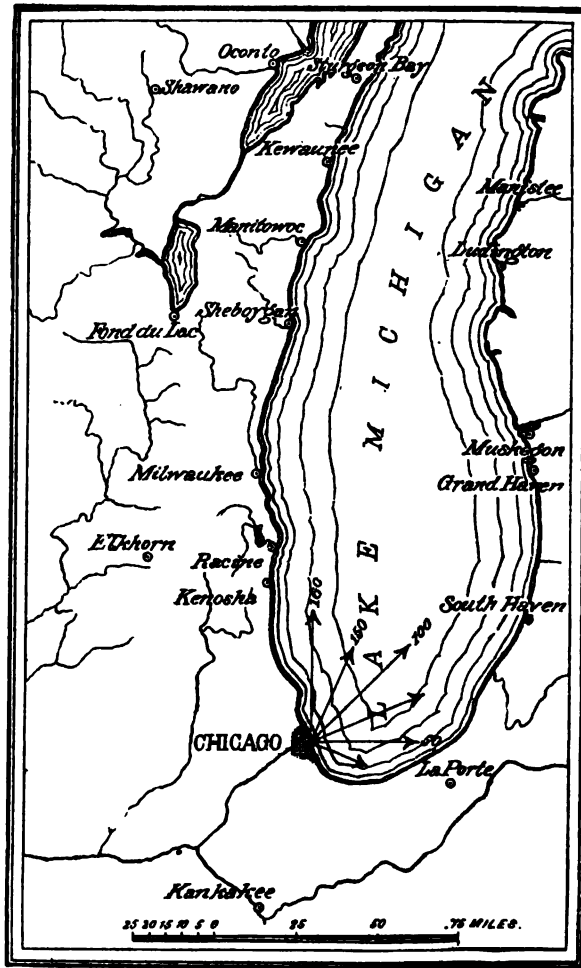 Oconto
Sturgeon Bay
Shawano
Kewaunee
Manistee
Manitowoc
Ludington
Sheboygan
Fond du Lac
LAKE MICHIGAN
Muskegon
Milwaukee
Grand Haven
Elkhorn
Racine
Kenosha
160
150
100
South Haven
CHICAGO
50
La Porte
Kankakee
25 20 15 10 5 0 25 50 75 MILES.